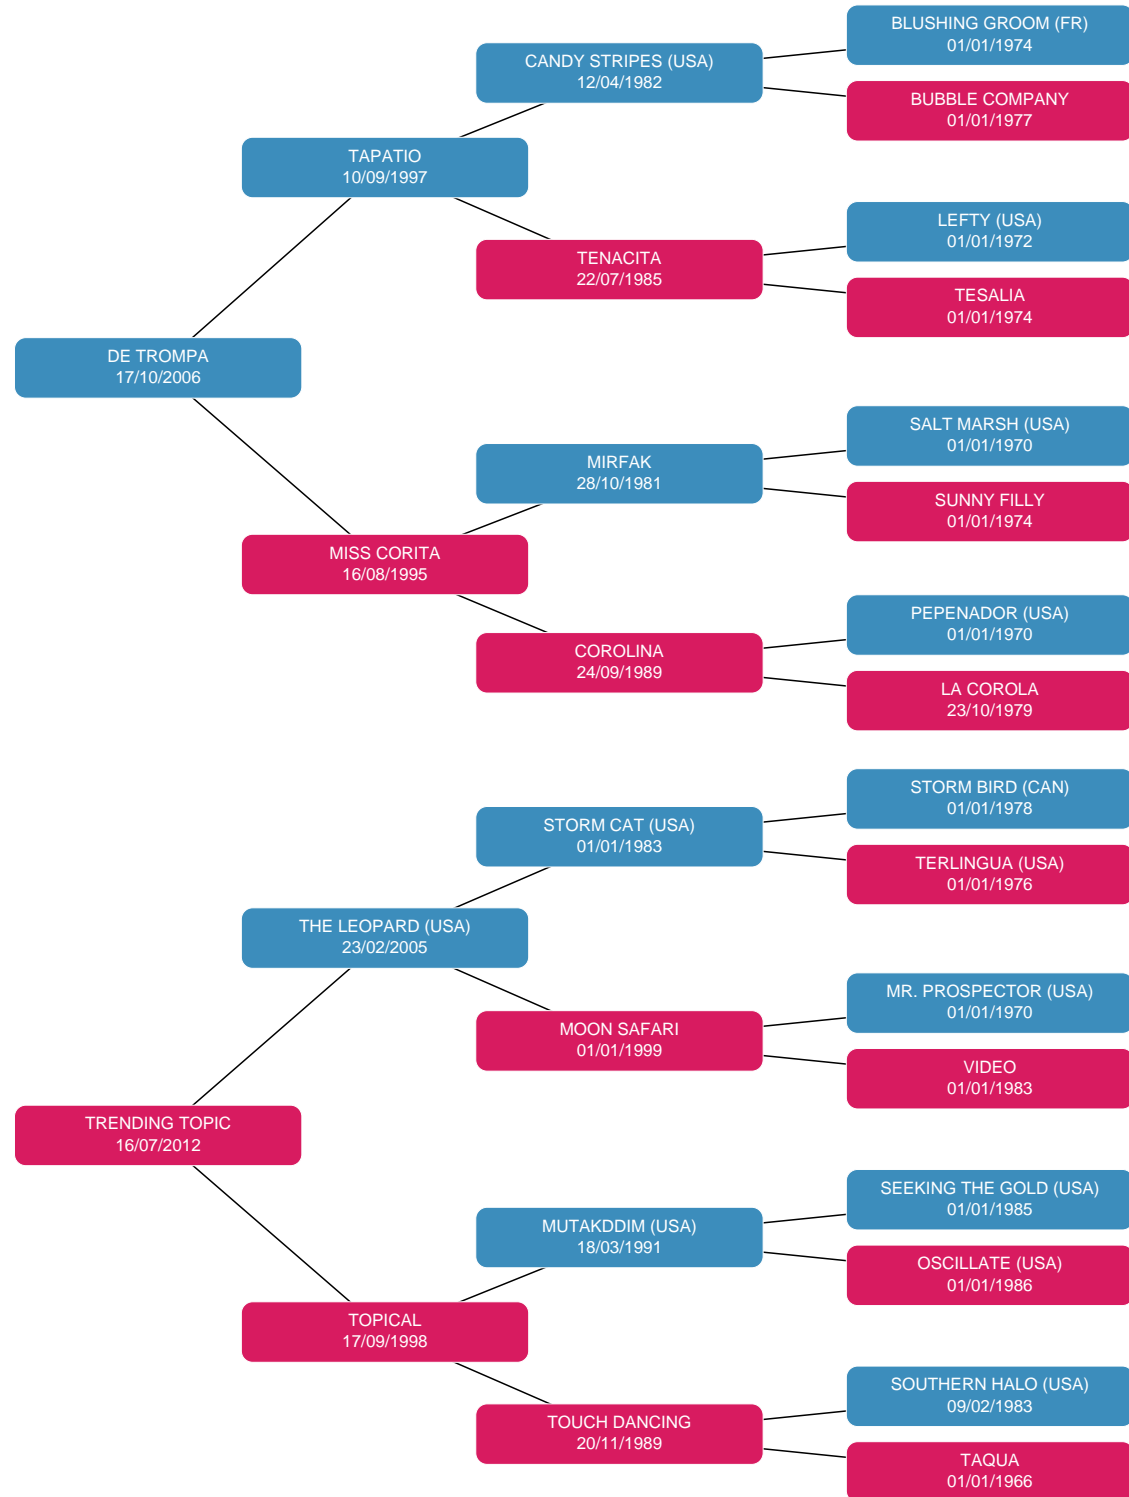 BLUSHING GROOM (FR)
01/01/1974
CANDY STRIPES (USA)
12/04/1982
BUBBLE COMPANY
01/01/1977
TAPATIO
10/09/1997
LEFTY (USA)
01/01/1972
TENACITA
22/07/1985
TESALIA
01/01/1974
DE TROMPA
17/10/2006
SALT MARSH (USA)
01/01/1970
MIRFAK
28/10/1981
SUNNY FILLY
01/01/1974
MISS CORITA
16/08/1995
PEPENADOR (USA)
01/01/1970
COROLINA
24/09/1989
LA COROLA
23/10/1979
STORM BIRD (CAN)
01/01/1978
STORM CAT (USA)
01/01/1983
TERLINGUA (USA)
01/01/1976
THE LEOPARD (USA)
23/02/2005
MR. PROSPECTOR (USA)
01/01/1970
MOON SAFARI
01/01/1999
VIDEO
01/01/1983
TRENDING TOPIC
16/07/2012
SEEKING THE GOLD (USA)
01/01/1985
MUTAKDDIM (USA)
18/03/1991
OSCILLATE (USA)
01/01/1986
TOPICAL
17/09/1998
SOUTHERN HALO (USA)
09/02/1983
TOUCH DANCING
20/11/1989
TAQUA
01/01/1966